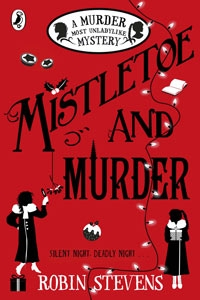 A MURDER
MOST UNLADYLIKE
MYSTERY
MISTLETOE
AND
MURDER
SILENT NIGHT, DEADLY NIGHT . . .
ROBIN STEVENS